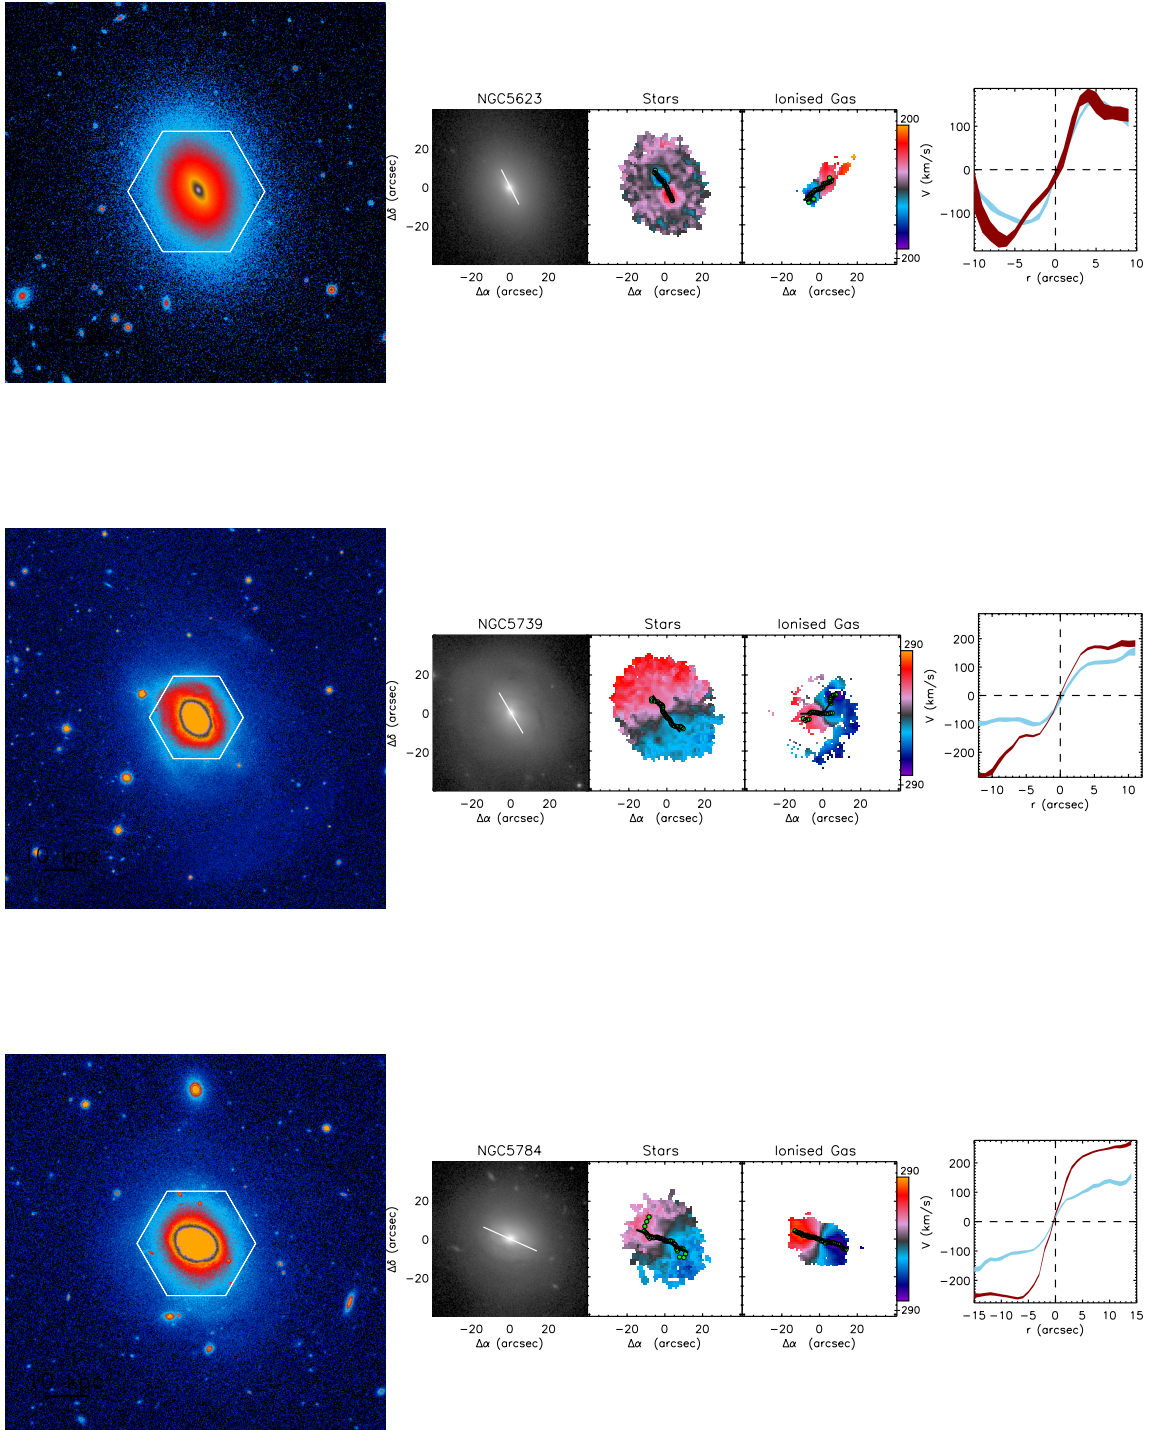 NGC5623 Stars Ionised Gas
Δδ (arcsec)
20
0
−20
−20 0 20
Δα (arcsec)
−20 0 20
Δα (arcsec)
−20 0 20
Δα (arcsec)
200
200
V (km/s)
100
0
−100
−10 −5 0 5 10
r (arcsec)
NGC5739 Stars Ionised Gas
Δδ (arcsec)
20
0
−20
−20 0 20
Δα (arcsec)
−20 0 20
Δα (arcsec)
−20 0 20
Δα (arcsec)
290
−290
V (km/s)
200
100
0
−100
−200
−10 −5 0 5 10
r (arcsec)
10 kpc
NGC5784 Stars Ionised Gas
Δδ (arcsec)
20
0
−20
−20 0 20
Δα (arcsec)
−20 0 20
Δα (arcsec)
−20 0 20
Δα (arcsec)
290
290
V (km/s)
200
100
0
−100
−200
−15 −10 −5 0 5 10 15
r (arcsec)
10 kpc